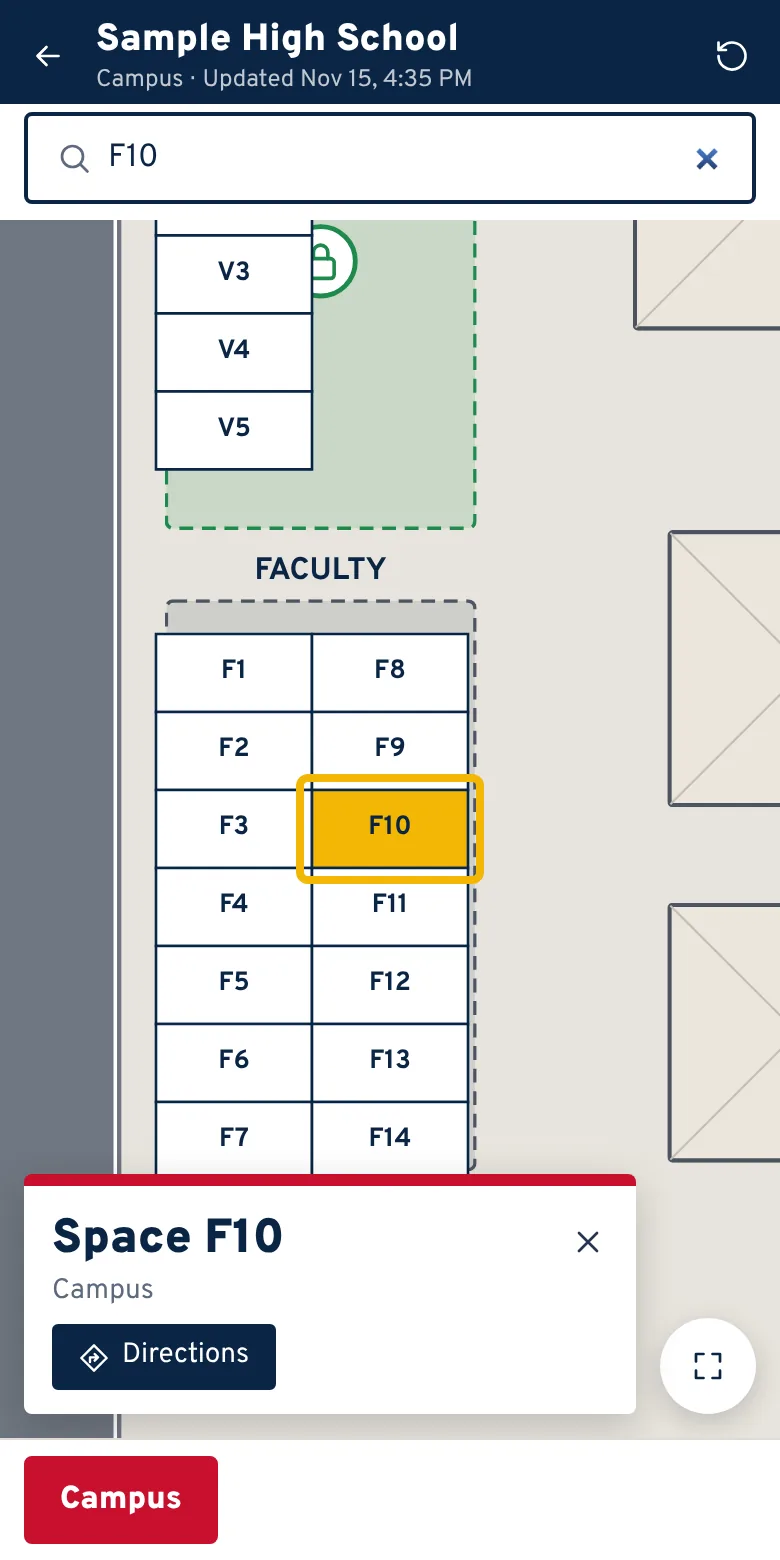 Sample High School
Campus · Updated Nov 15, 4:35 PM
F10
V3
V4
V5
FACULTY
F1 F8
F2 F9
F3 F10
F4 F11
F5 F12
F6 F13
F7 F14
Space F10
Campus
Directions
Campus